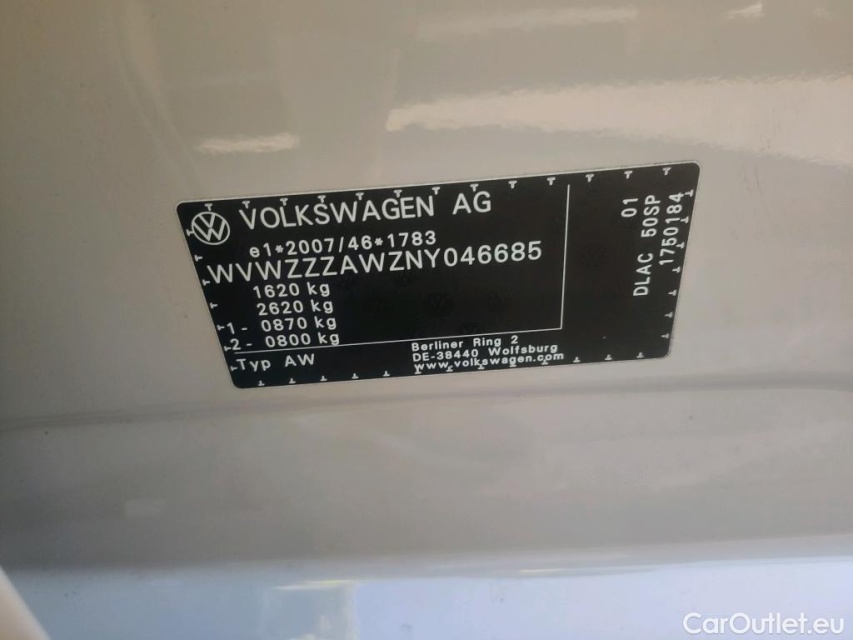 VOLKSWAGEN AG
e1*2007/46*1783
WVWZZZAWZNY046685
1620 kg
2620 kg
1- 0870 kg
2- 0800 kg
Typ AW
Berliner Ring 2
DE-38440 Wolfsburg
www.volkswagen.com
01
DLAC 50SP
1750184
CarOutlet.eu